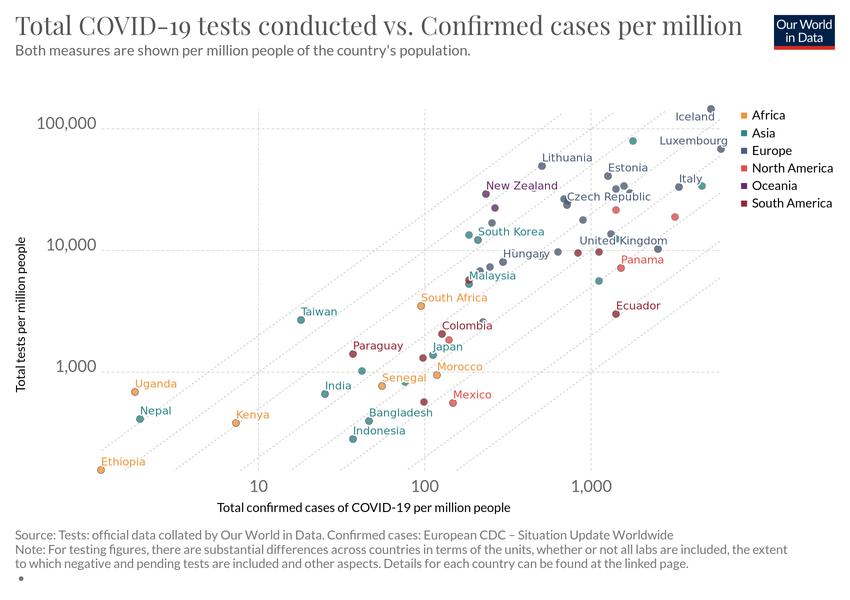 Total COVID-19 tests conducted vs. Confirmed cases per million
Both measures are shown per million people of the country's population.
Our World
in Data
100,000
10,000
1,000
Total tests per million people
Iceland
Luxembourg
Lithuania
Estonia
Italy
New Zealand
Czech Republic
South Korea
United Kingdom
Hungary
Panama
Malaysia
South Africa
Ecuador
Taiwan
Colombia
Paraguay
Japan
Morocco
Senegal
Uganda
India
Mexico
Nepal
Kenya
Bangladesh
Indonesia
Ethiopia
10
100
1,000
Total confirmed cases of COVID-19 per million people
Africa
Asia
Europe
North America
Oceania
South America
Source: Tests: official data collated by Our World in Data. Confirmed cases: European CDC – Situation Update Worldwide
Note: For testing figures, there are substantial differences across countries in terms of the units, whether or not all labs are included, the extent
to which negative and pending tests are included and other aspects. Details for each country can be found at the linked page.
•